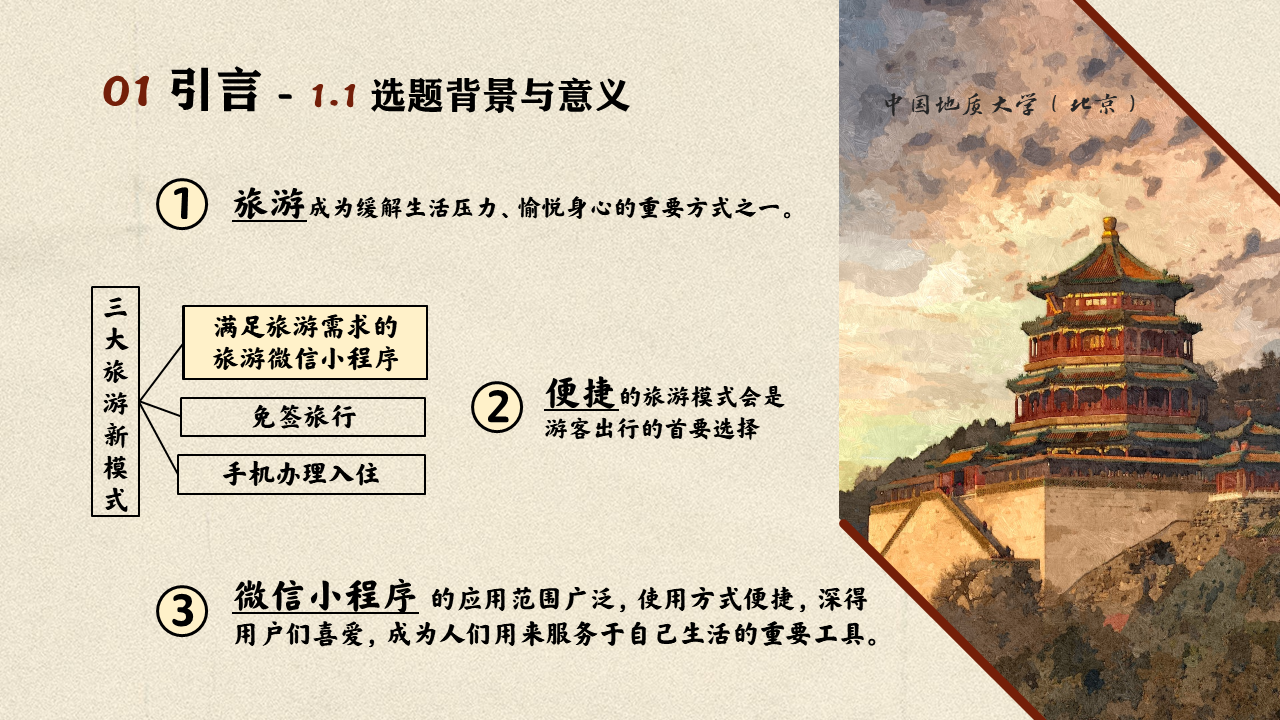 01 引言 - 1.1 选题背景与意义
中国地质大学（北京）
1 旅游成为缓解生活压力、愉悦身心的重要方式之一。
三大旅游新模式
满足旅游需求的
旅游微信小程序
免签旅行
手机办理入住
2 便捷的旅游模式会是
游客出行的首要选择
3 微信小程序 的应用范围广泛, 使用方式便捷, 深得
用户们喜爱, 成为人们用来服务于自己生活的重要工具。